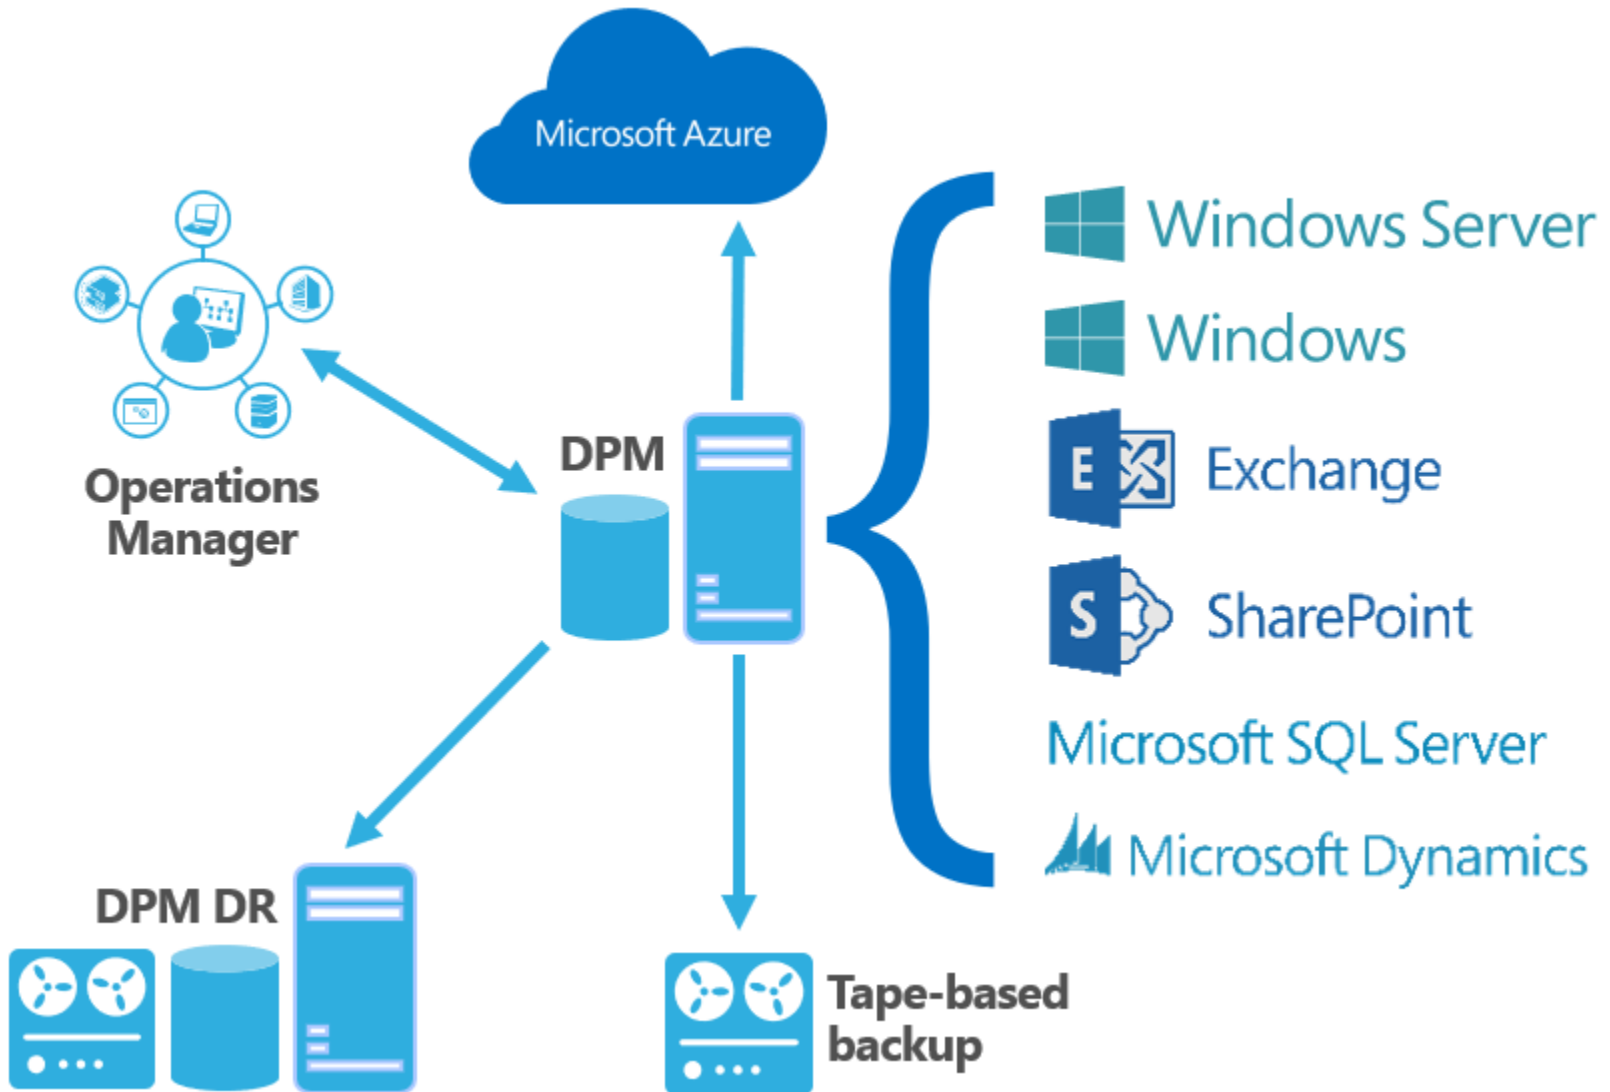 Microsoft Azure
Operations
Manager
DPM
Windows Server
Windows
E Exchange
S SharePoint
Microsoft SQL Server
Microsoft Dynamics
DPM DR
Tape-based
backup